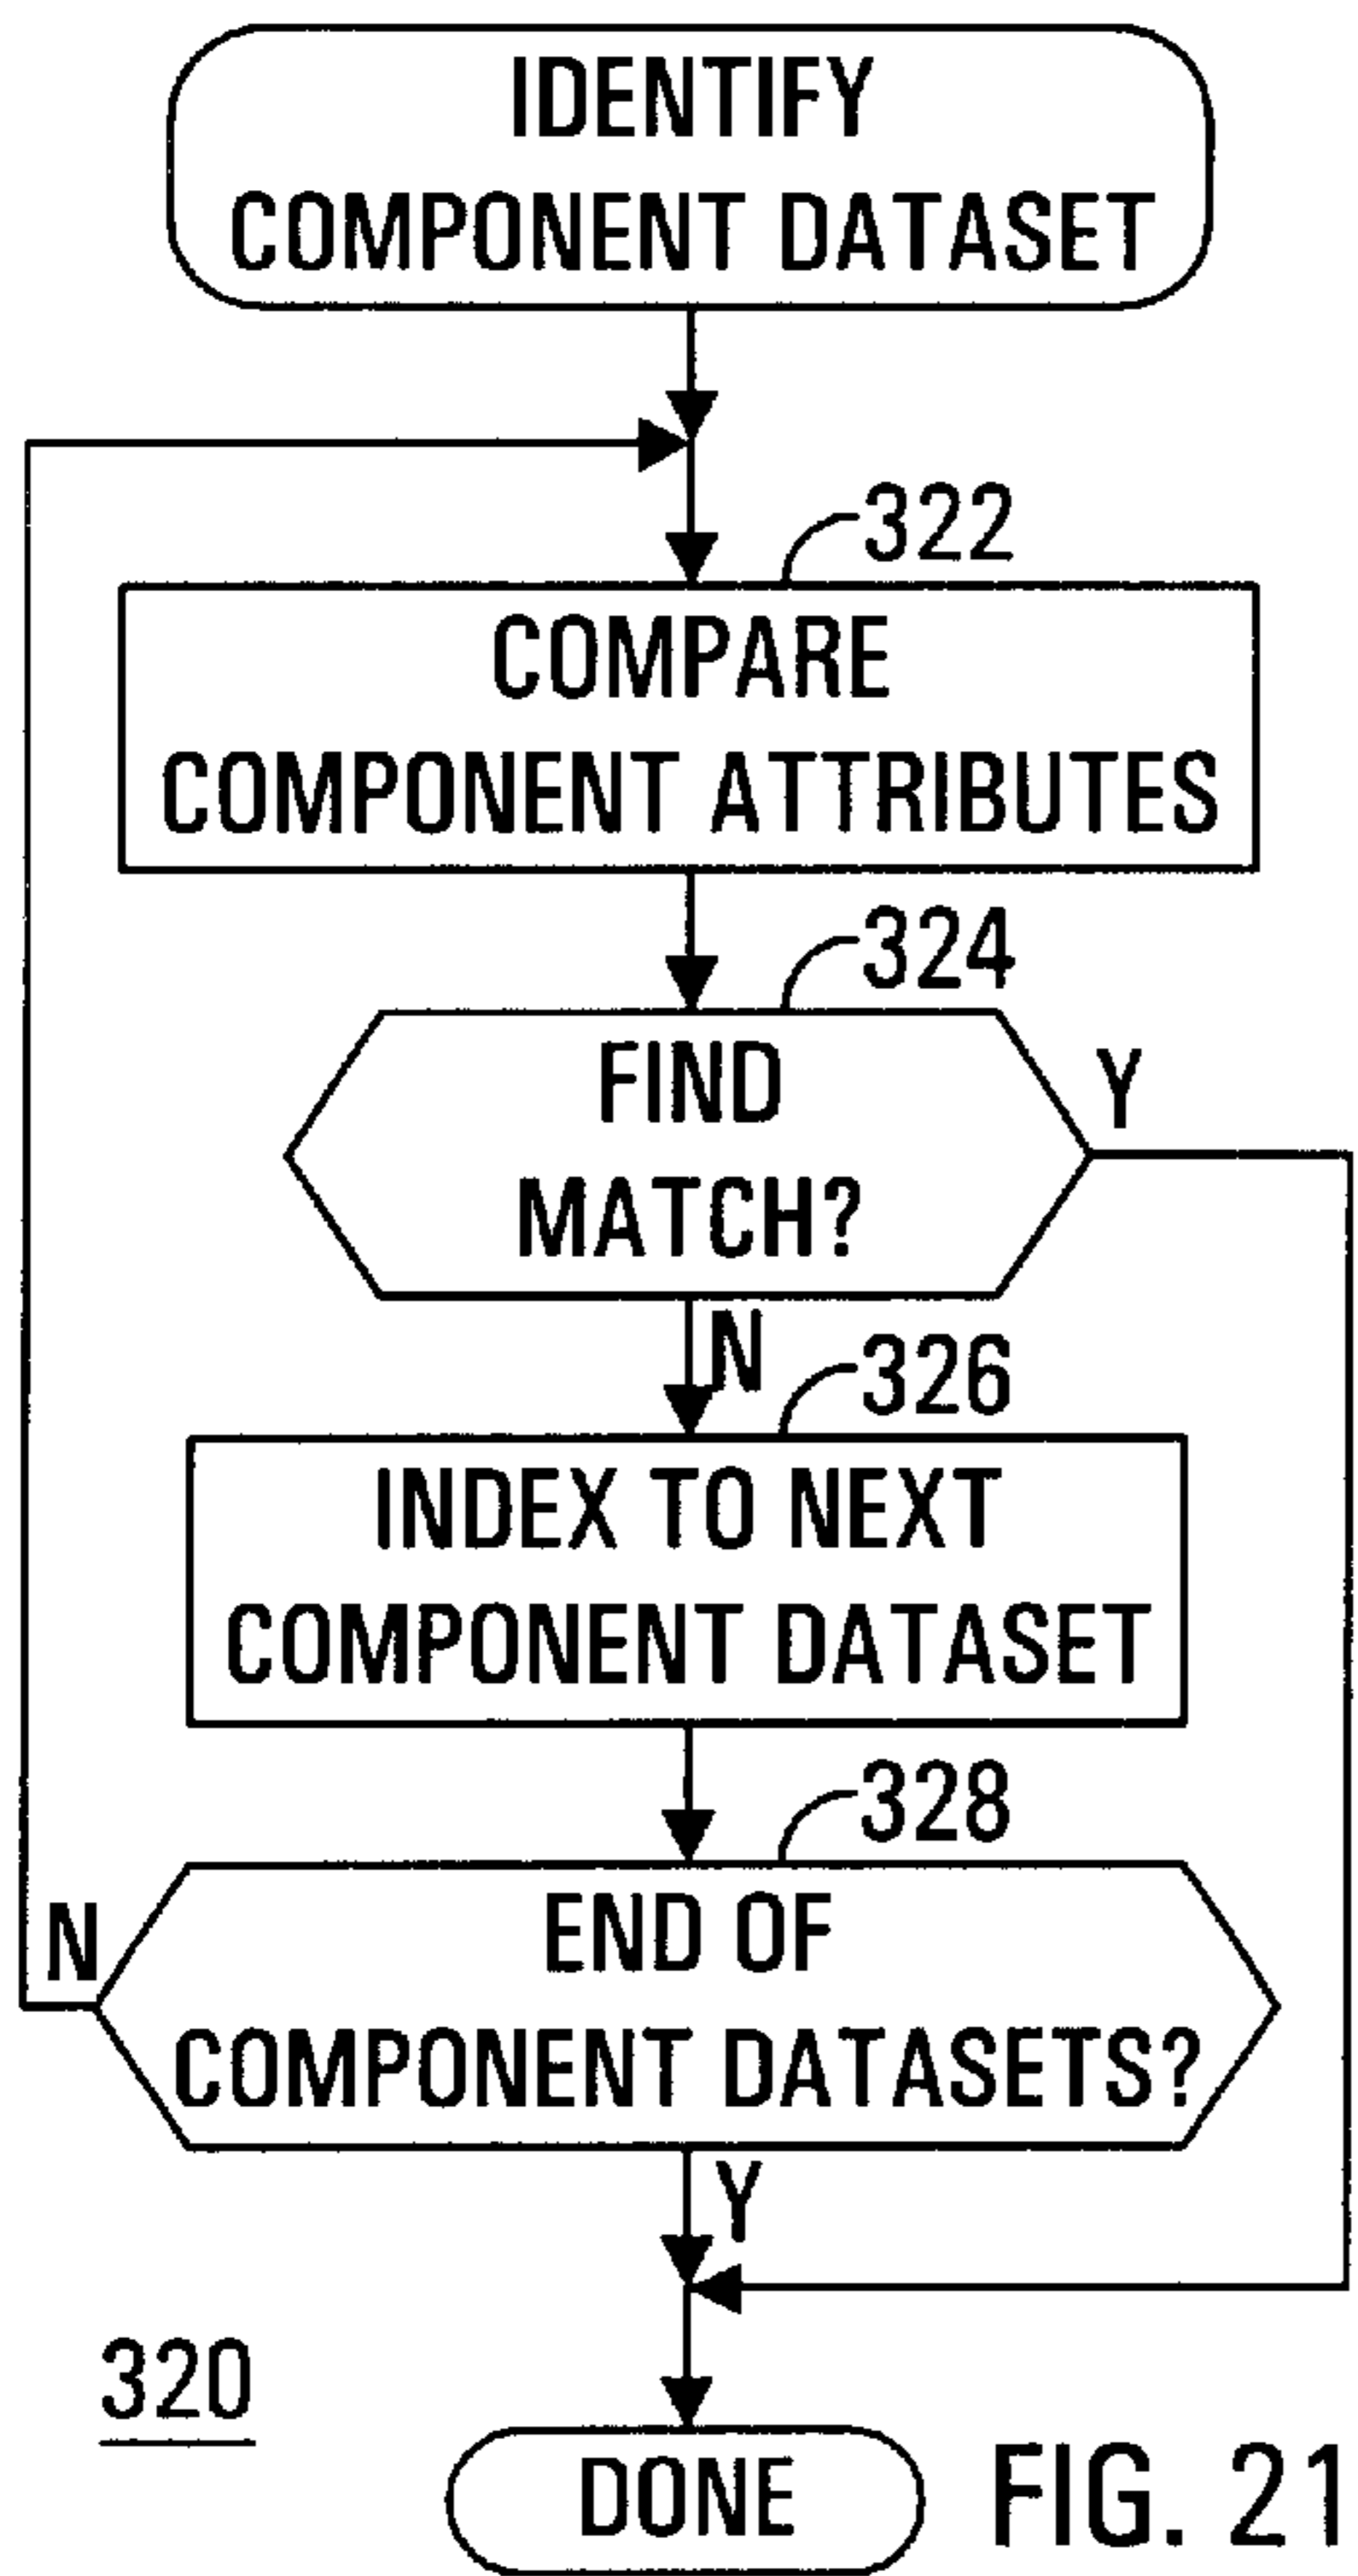 IDENTIFY
COMPONENT DATASET
322
COMPARE
COMPONENT ATTRIBUTES
324
FIND
MATCH?
Y
N
326
INDEX TO NEXT
COMPONENT DATASET
328
END OF
COMPONENT DATASETS?
N
Y
320
DONE
FIG. 21